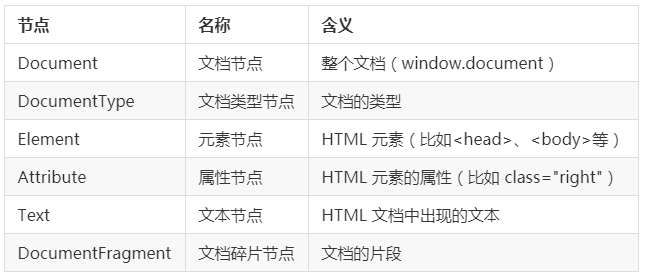 节点 名称 含义
Document 文档节点 整个文档（window.document）
DocumentType 文档类型节点 文档的类型
Element 元素节点 HTML 元素（比如<head>、<body>等）
Attribute 属性节点 HTML 元素的属性（比如 class="right"）
Text 文本节点 HTML 文档中出现的文本
DocumentFragment 文档碎片节点 文档的片段